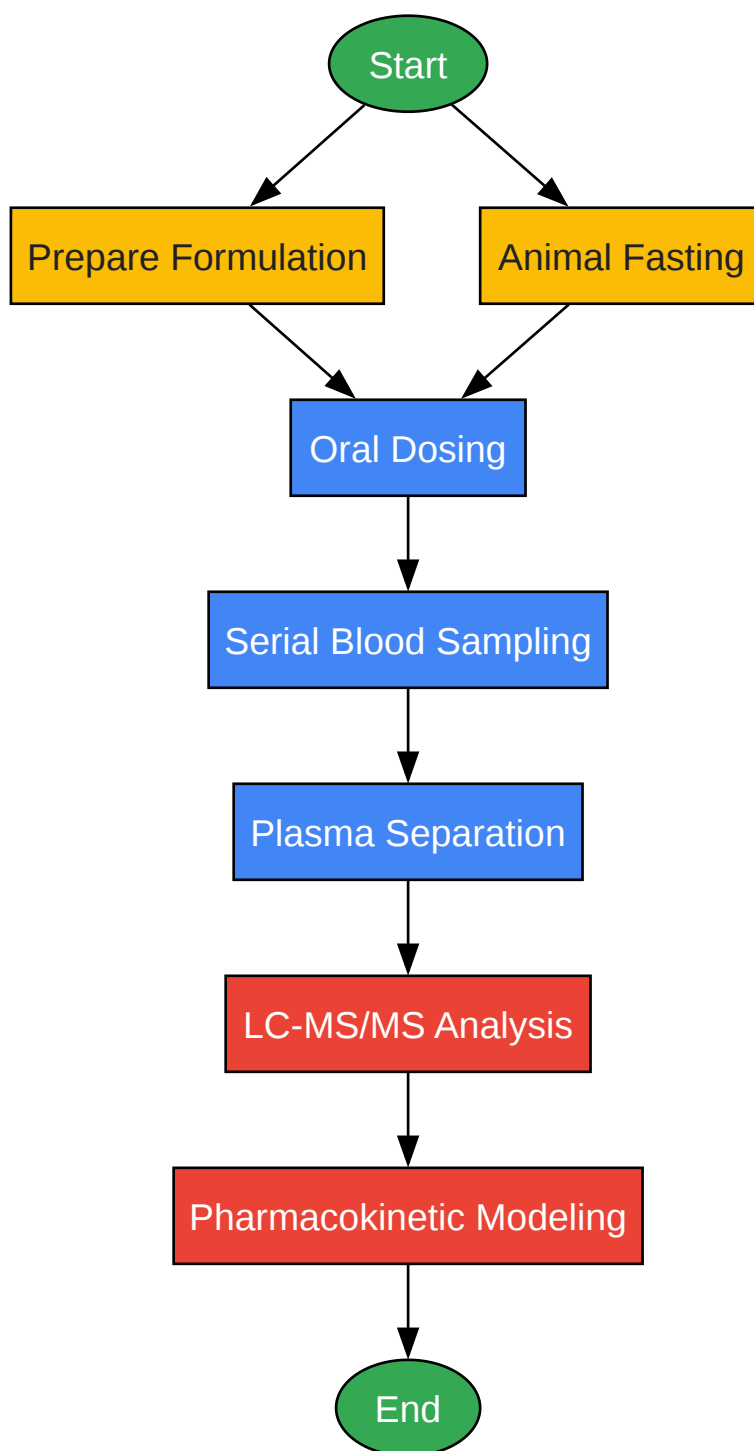 Start
Prepare Formulation
Animal Fasting
Oral Dosing
Serial Blood Sampling
Plasma Separation
LC-MS/MS Analysis
Pharmacokinetic Modeling
End